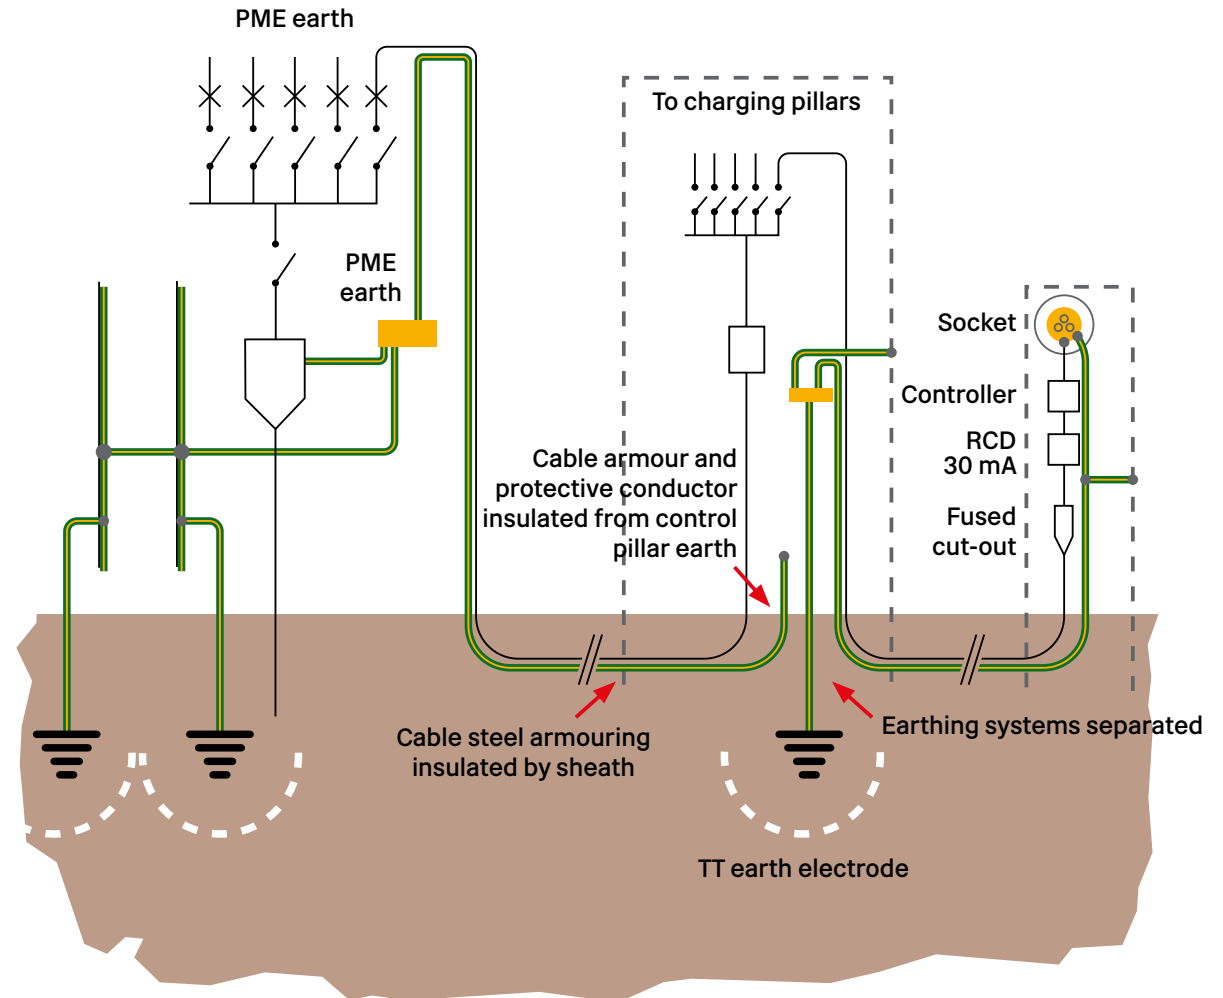 PME earth
To charging pillars
PME
earth
Socket
Controller
RCD
30 mA
Fused
cut-out
Cable armour and
protective conductor
insulated from control
pillar earth
Cable steel armouring
insulated by sheath
Earthing systems separated
TT earth electrode